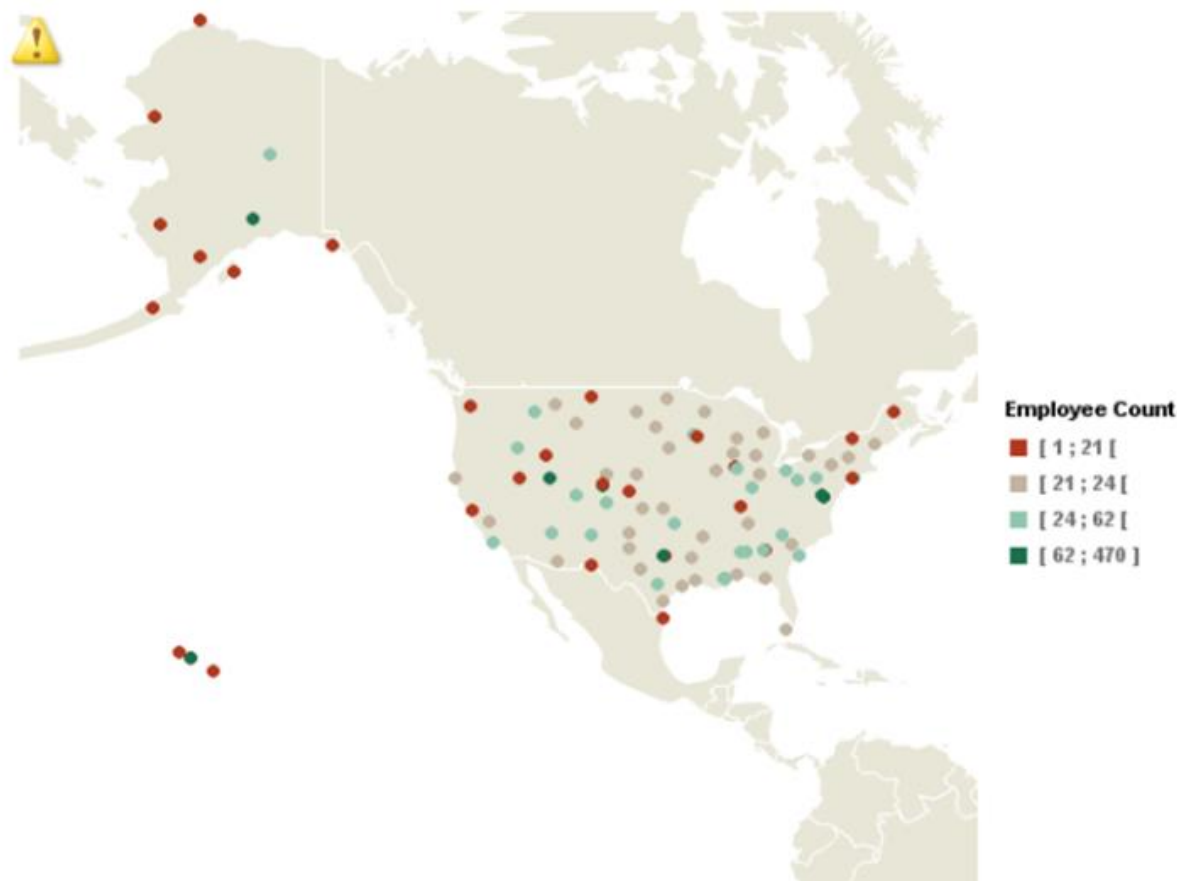 Employee Count
[ 1 ; 21 [
[ 21 ; 24 [
[ 24 ; 62 [
[ 62 ; 470 ]